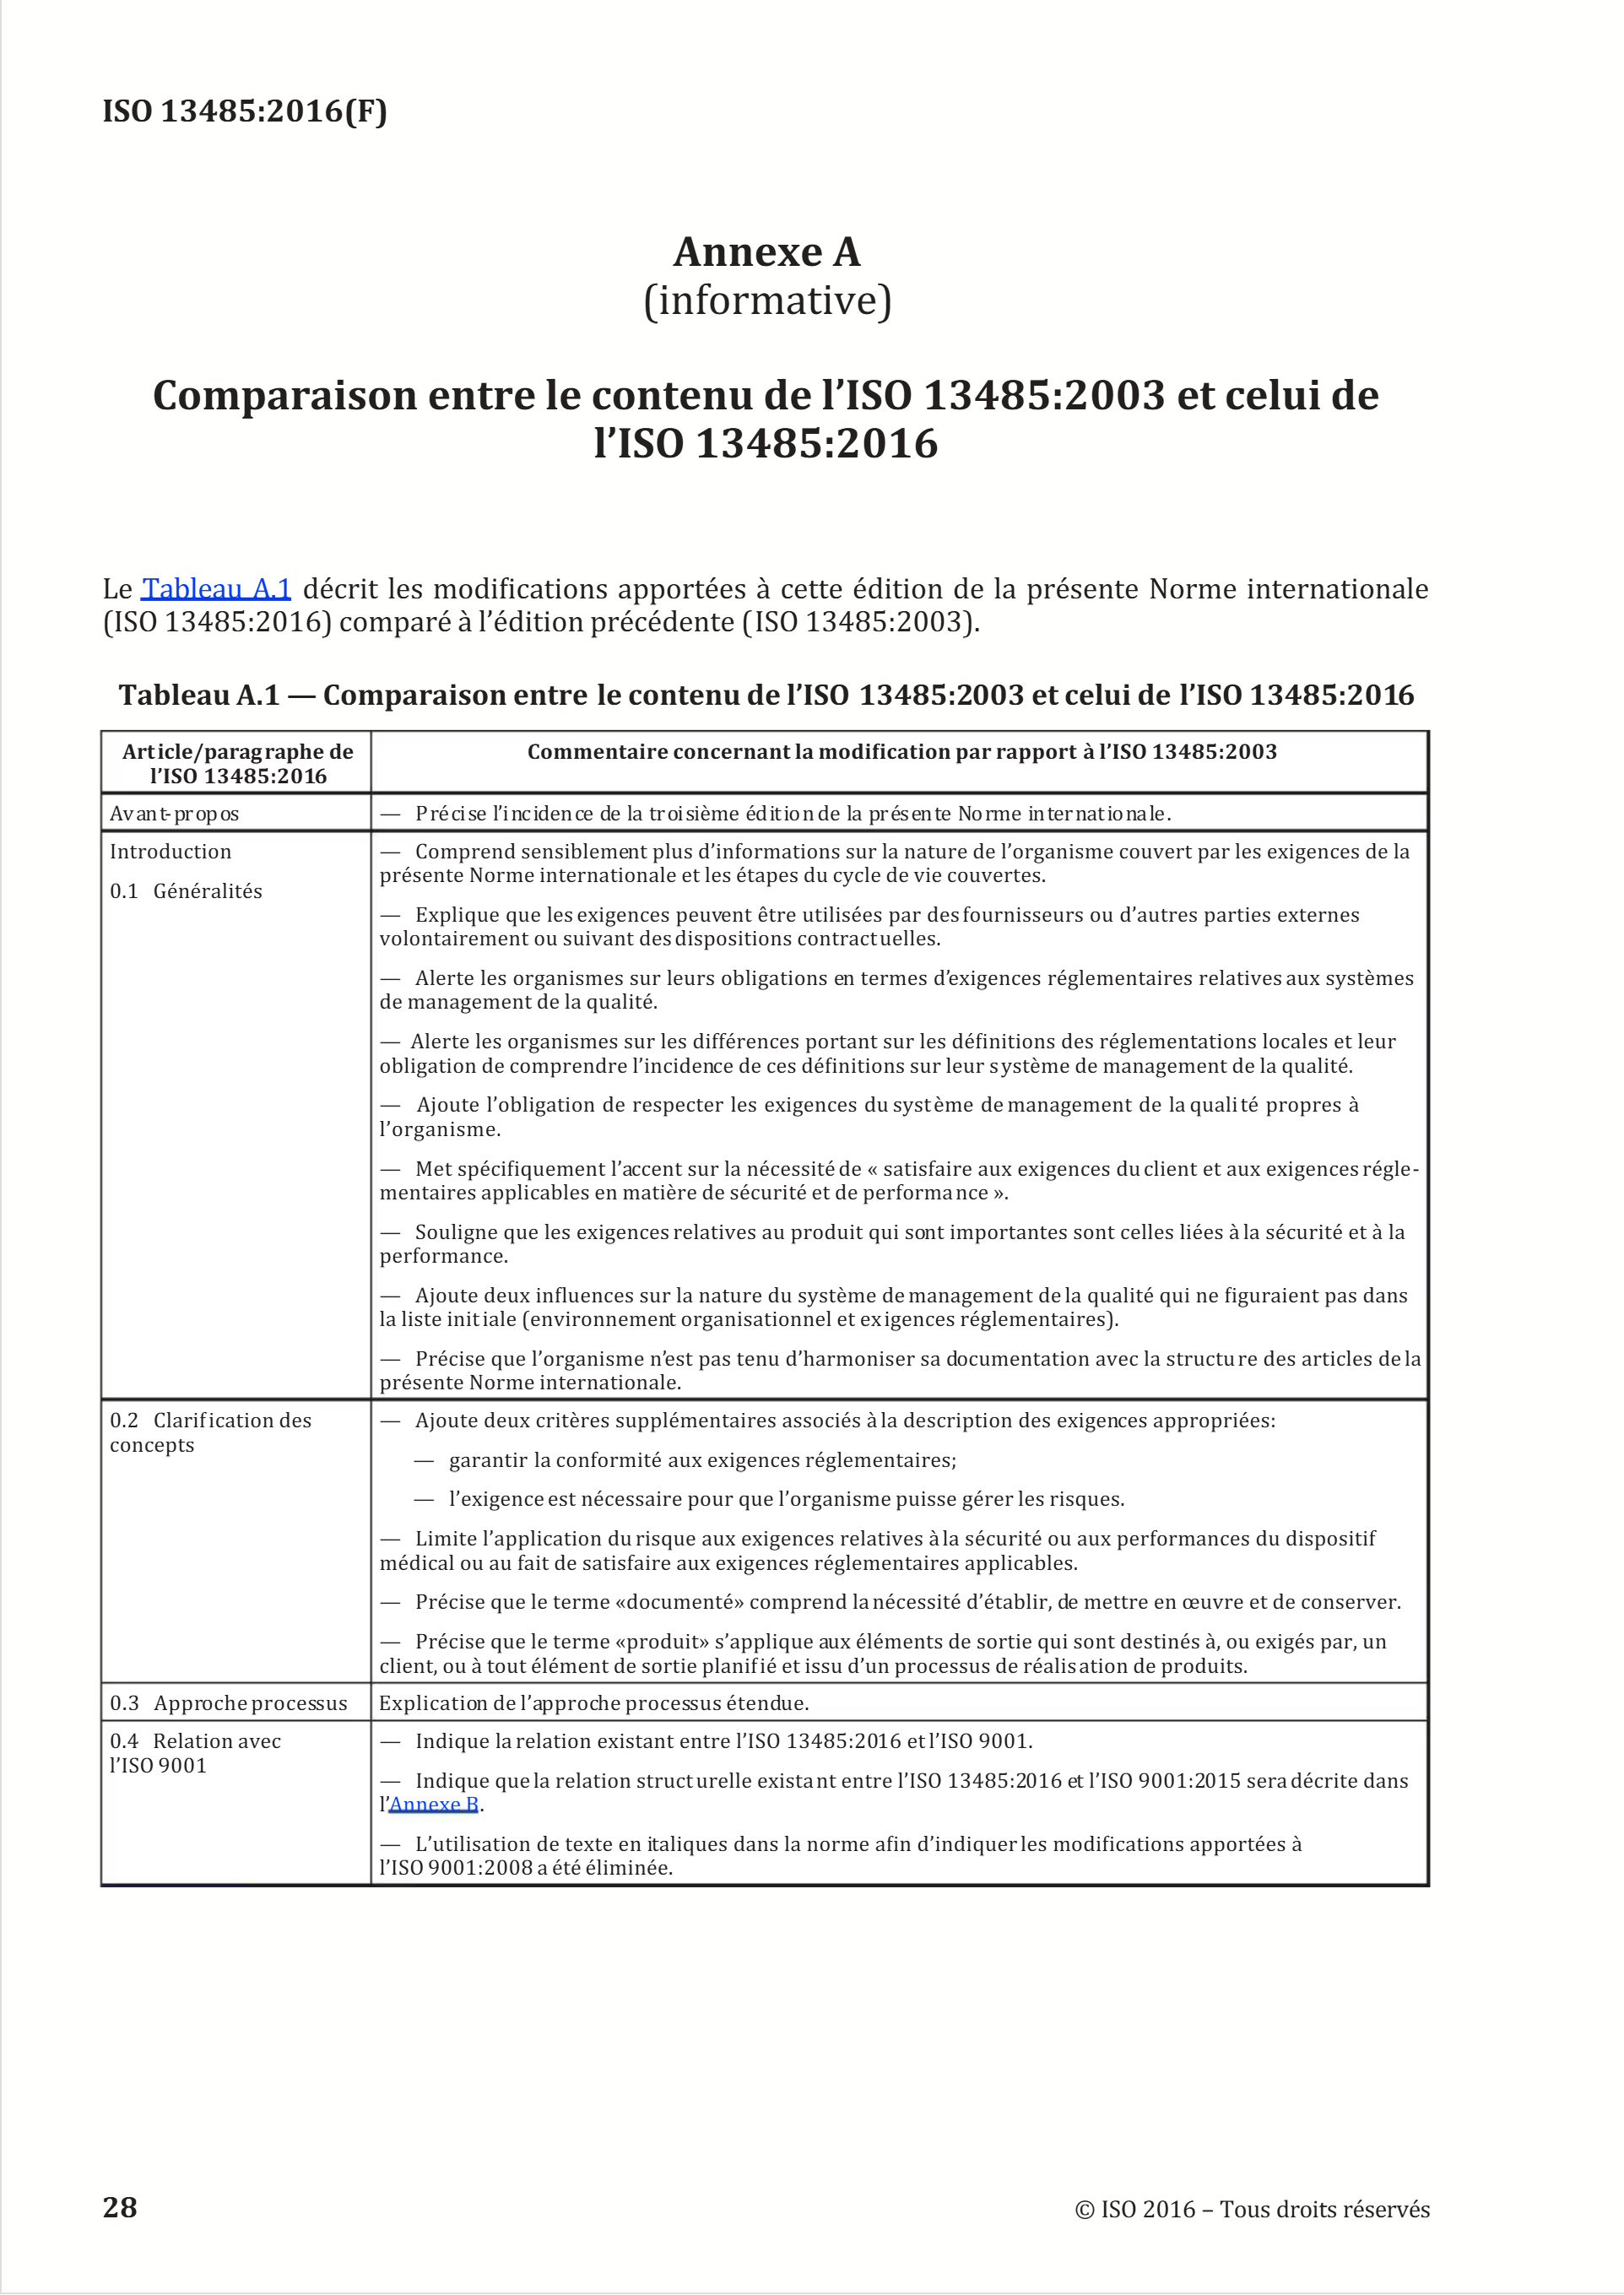 ISO 13485:2016(F)
Annexe A
(informative)
Comparaison entre le contenu de l’ISO 13485:2003 et celui de
l’ISO 13485:2016
Le Tableau A.1 décrit les modifications apportées à cette édition de la présente Norme internationale
(ISO 13485:2016) comparé à l’édition précédente (ISO 13485:2003).
Tableau A.1 — Comparaison entre le contenu de l’ISO 13485:2003 et celui de l’ISO 13485:2016
Article/paragraphe de
l’ISO 13485:2016
Commentaire concernant la modification par rapport à l’ISO 13485:2003
Avant-propos
— Précise l’incidence de la troisième édition de la présente Norme internationale.
Introduction
0.1 Généralités
— Comprend sensiblement plus d’informations sur la nature de l’organisme couvert par les exigences de la
présente Norme internationale et les étapes du cycle de vie couvertes.
— Explique que les exigences peuvent être utilisées par des fournisseurs ou d’autres parties externes
volontairement ou suivant des dispositions contractuelles.
— Alerte les organismes sur leurs obligations en termes d’exigences réglementaires relatives aux systèmes
de management de la qualité.
— Alerte les organismes sur les différences portant sur les définitions des réglementations locales et leur
obligation de comprendre l’incidence de ces définitions sur leur système de management de la qualité.
— Ajoute l’obligation de respecter les exigences du système de management de la qualité propres à
l’organisme.
— Met spécifiquement l’accent sur la nécessité de « satisfaire aux exigences du client et aux exigences régle-
mentaires applicables en matière de sécurité et de performance ».
— Souligne que les exigences relatives au produit qui sont importantes sont celles liées à la sécurité et à la
performance.
— Ajoute deux influences sur la nature du système de management de la qualité qui ne figuraient pas dans
la liste initiale (environnement organisationnel et exigences réglementaires).
— Précise que l’organisme n’est pas tenu d’harmoniser sa documentation avec la structure des articles de la
présente Norme internationale.
0.2 Clarification des
concepts
— Ajoute deux critères supplémentaires associés à la description des exigences appropriées:
— garantir la conformité aux exigences réglementaires;
— l’exigence est nécessaire pour que l’organisme puisse gérer les risques.
— Limite l’application du risque aux exigences relatives à la sécurité ou aux performances du dispositif
médical ou au fait de satisfaire aux exigences réglementaires applicables.
— Précise que le terme «documenté» comprend la nécessité d’établir, de mettre en œuvre et de conserver.
— Précise que le terme «produit» s’applique aux éléments de sortie qui sont destinés à, ou exigés par, un
client, ou à tout élément de sortie planifié et issu d’un processus de réalisation de produits.
0.3 Approche processus
Explication de l’approche processus étendue.
0.4 Relation avec
l’ISO 9001
— Indique la relation existant entre l’ISO 13485:2016 et l’ISO 9001.
— Indique que la relation structurelle existant entre l’ISO 13485:2016 et l’ISO 9001:2015 sera décrite dans
l’Annexe B.
— L’utilisation de texte en italiques dans la norme afin d’indiquer les modifications apportées à
l’ISO 9001:2008 a été éliminée.
28
© ISO 2016 – Tous droits réservés